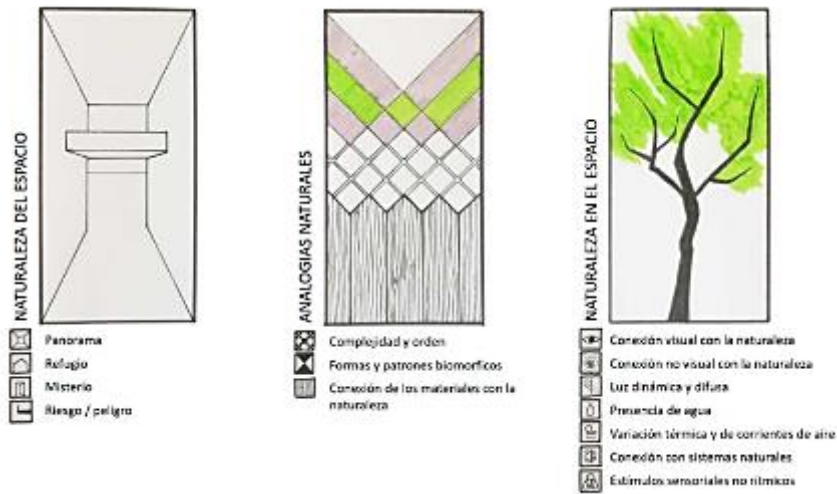 NATURALEZA DEL ESPACIO
Panorama
Refugio
Misterio
Riesgo / peligro
ANALOGIAS NATURALES
Complejidad y orden
Formas y patrones biomorficos
Conexión de los materiales con la
naturaleza
NATURALEZA EN EL ESPACIO
Conexión visual con la naturaleza
Conexión no visual con la naturaleza
Luz dinámica y difusa
Presencia de agua
Variación térmica y de corrientes de aire
Conexión con sistemas naturales
Estímulos sensoriales no rítmicos